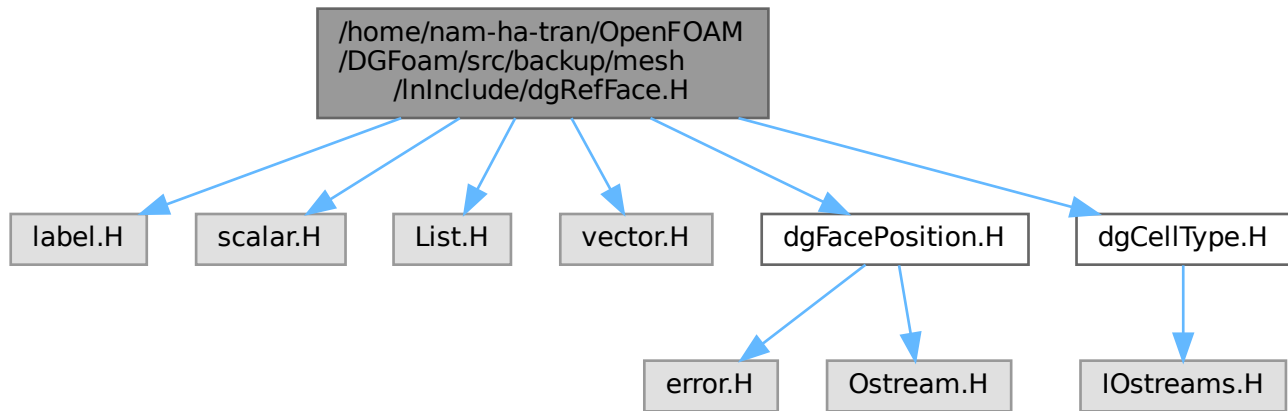 /home/nam-ha-tran/OpenFOAM
/DGFoam/src/backup/mesh
/lnInclude/dgRefFace.H
label.H
scalar.H
List.H
vector.H
dgFacePosition.H
dgCellType.H
error.H
Ostream.H
IOstreams.H